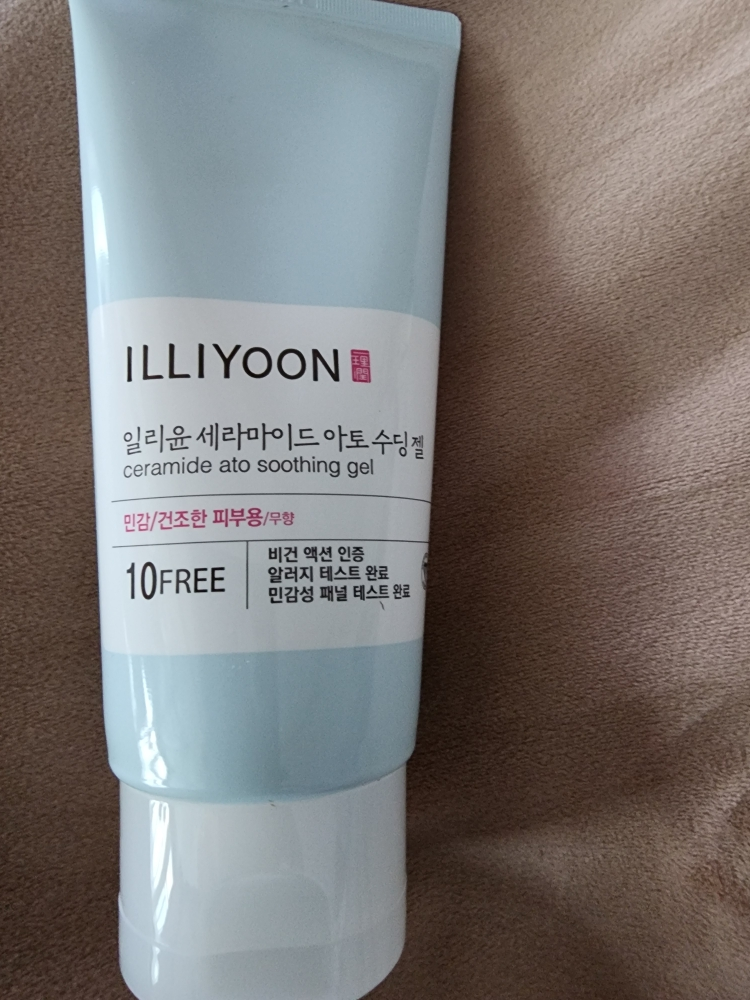 ILLIYOON
일리윤 세라마이드 아토 수딩 젤
ceramide ato soothing gel
민감/건조한 피부용/무향
10FREE
비건 액션 인증
알러지 테스트 완료
민감성 패널 테스트 완료